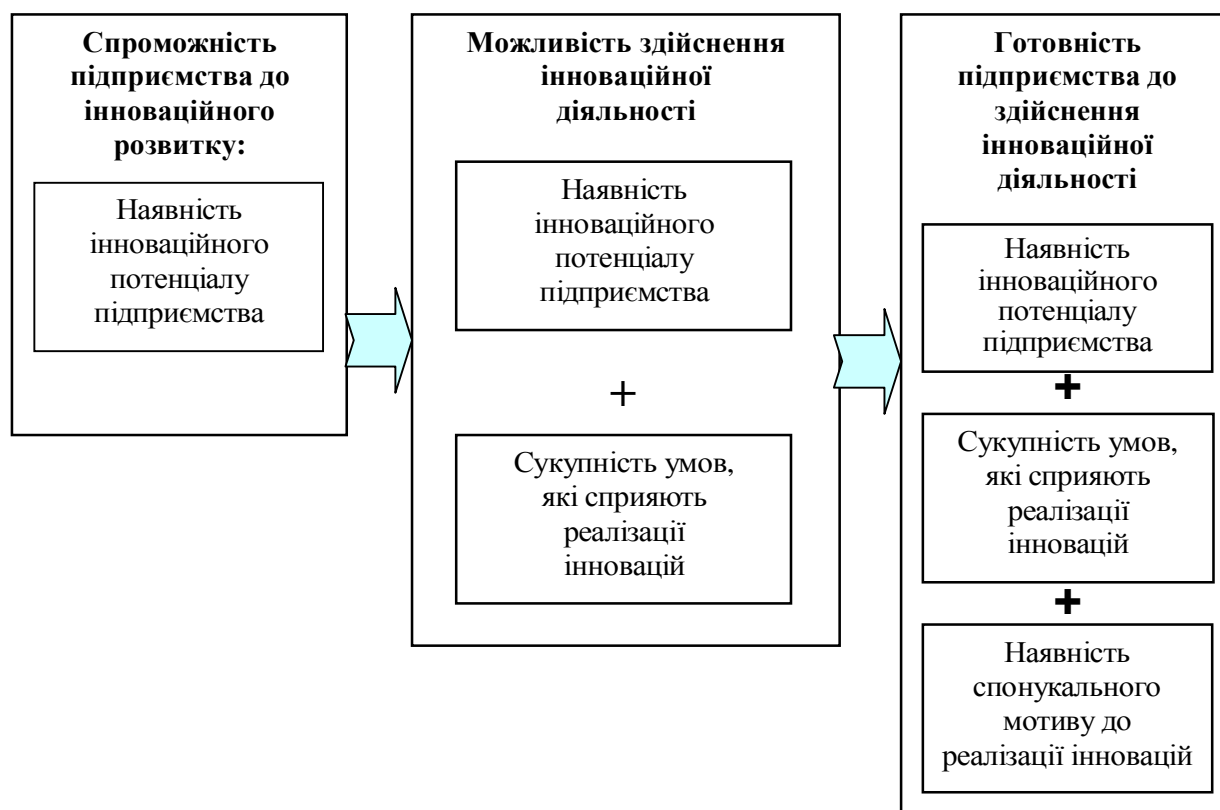 Спроможність
підприємства до
інноваційного
розвитку:
Наявність
інноваційного
потенціалу
підприємства
Можливість здійснення
інноваційної
діяльності
Наявність
інноваційного
потенціалу
підприємства
+
Сукупність умов,
які сприяють
реалізації
інновацій
Готовність
підприємства до
здійснення
інноваційної
діяльності
Наявність
інноваційного
потенціалу
підприємства
+
Сукупність умов,
які сприяють
реалізації
інновацій
+
Наявність
спонукального
мотиву до
реалізації інновацій